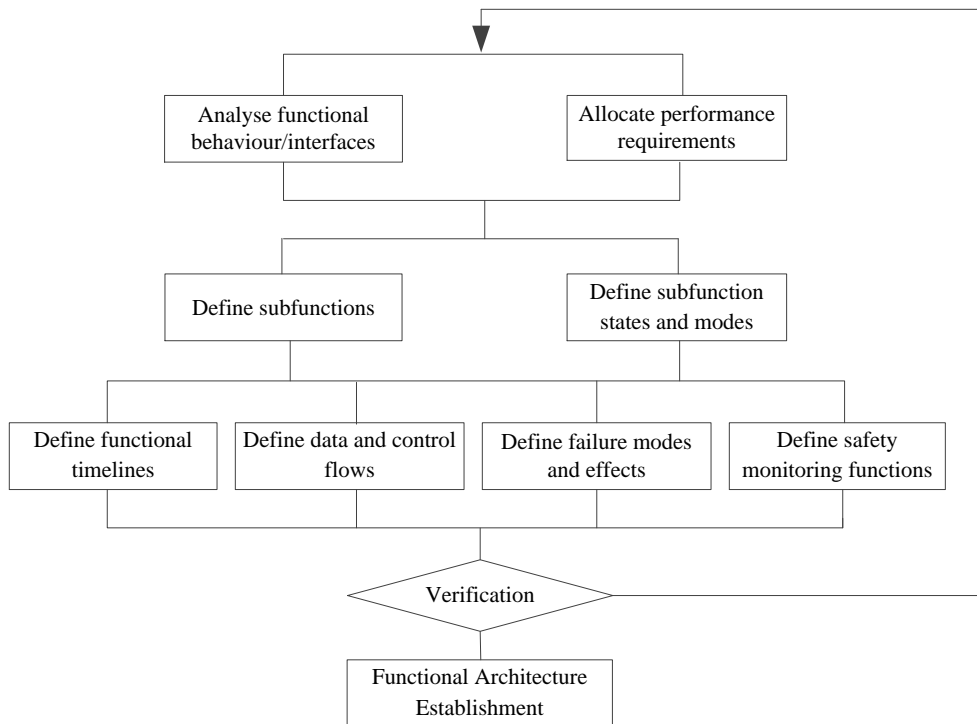 Analyse functional
behaviour/interfaces
Allocate performance
requirements
Define subfunctions
Define subfunction
states and modes
Define functional
timelines
Define data and control
flows
Define failure modes
and effects
Define safety
monitoring functions
Verification
Functional Architecture
Establishment